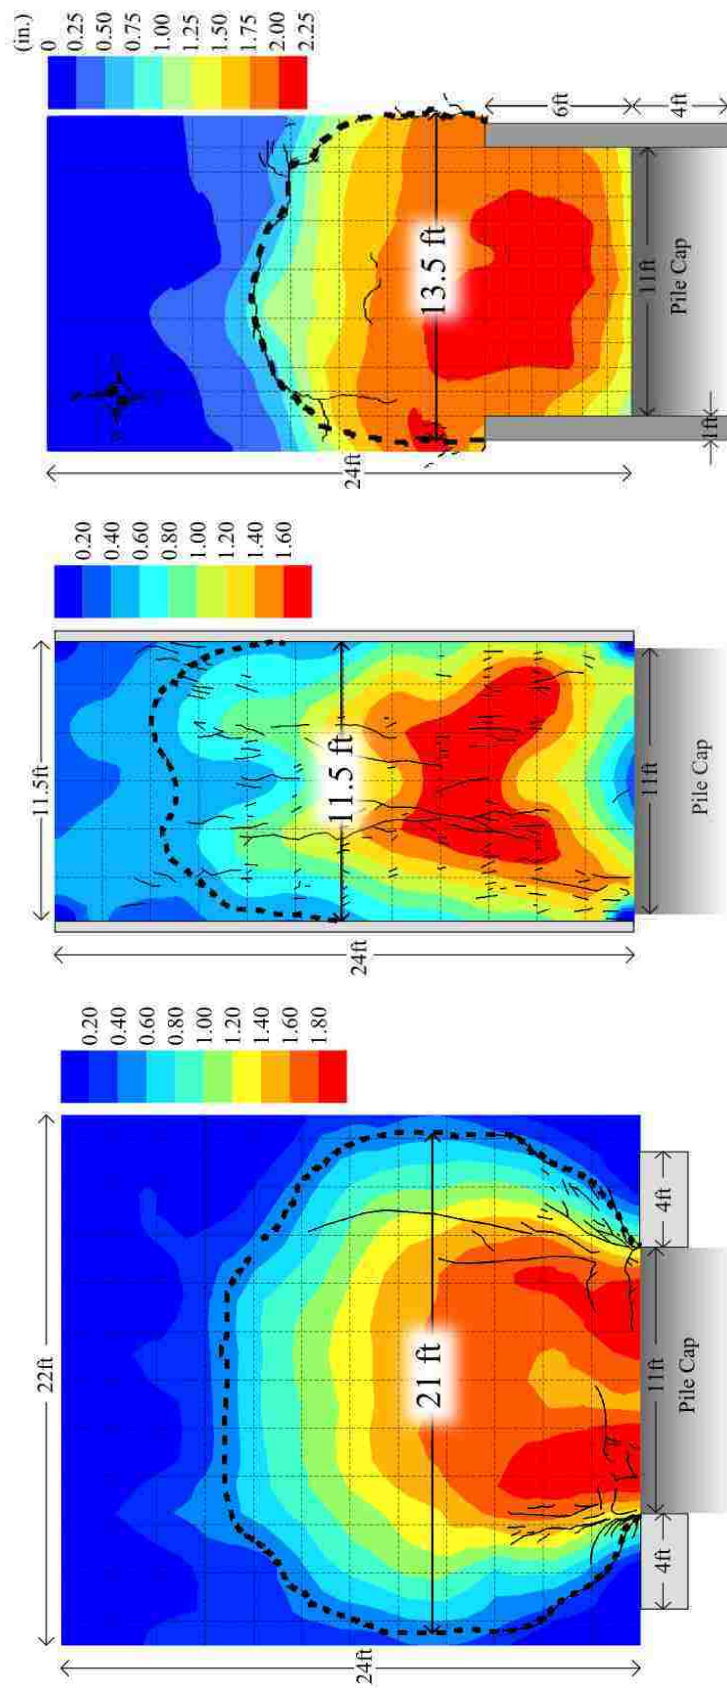 22ft
0.20
0.40
0.60
0.80
1.00
1.20
1.40
1.60
1.80
24ft
21 ft
4ft
11ft
4ft
Pile Cap
11.5ft
0.20
0.40
0.60
0.80
1.00
1.20
1.40
1.60
24ft
11.5 ft
11ft
Pile Cap
(in.)
0
0.25
0.50
0.75
1.00
1.25
1.50
1.75
2.00
2.25
24ft
13.5 ft
6ft
11ft
4ft
Pile Cap
1ft